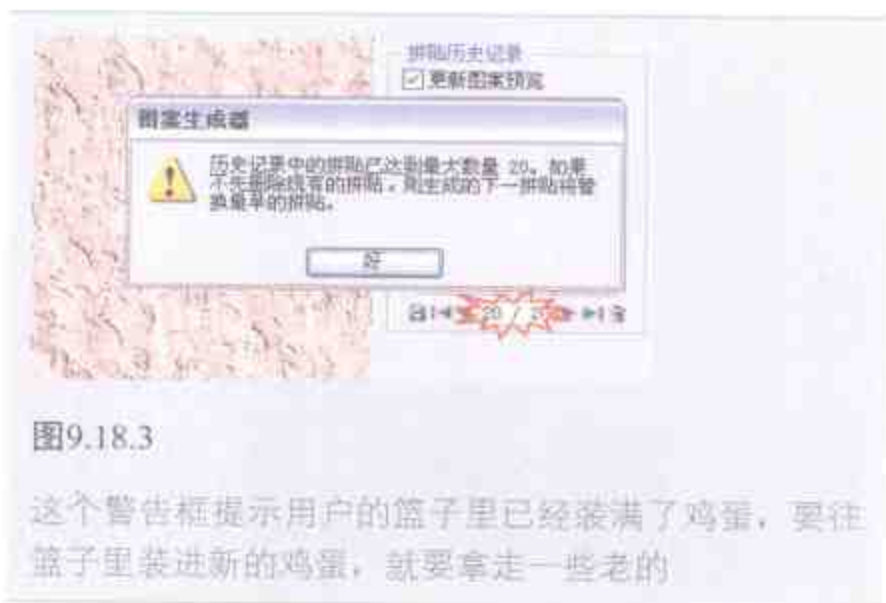 拼贴历史记录
更新图案预览
图案生成器
历史记录中的拼贴已达到最大数量 20。如果
不先删除现有的拼贴，则生成的下一拼贴将替
换最早的拼贴。
好
20 / 20
图9.18.3
这个警告框提示用户的篮子里已经装满了鸡蛋，要往
篮子里装进新的鸡蛋，就要拿走一些老的